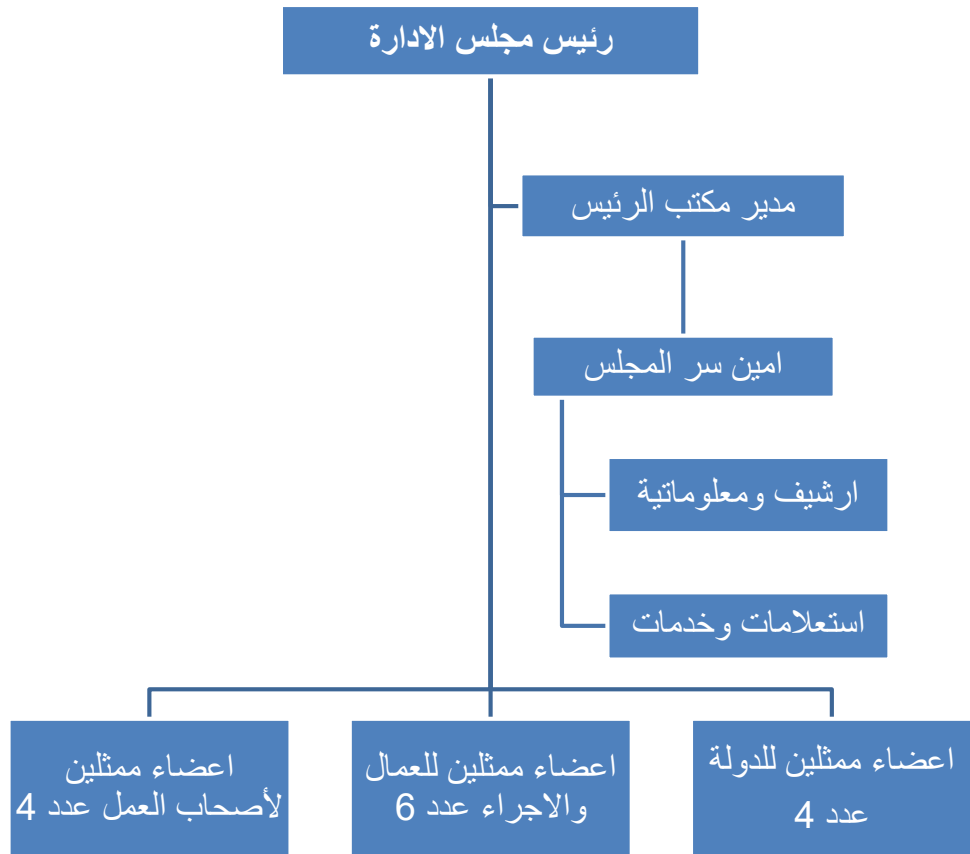 رئيس مجلس الادارة
مدير مكتب الرئيس
امين سر المجلس
ارشيف ومعلوماتية
استعلامات وخدمات
اعضاء ممثلين للدولة
عدد 4
اعضاء ممثلين للعمال
والاجراء عدد 6
اعضاء ممثلين
لأصحاب العمل عدد 4